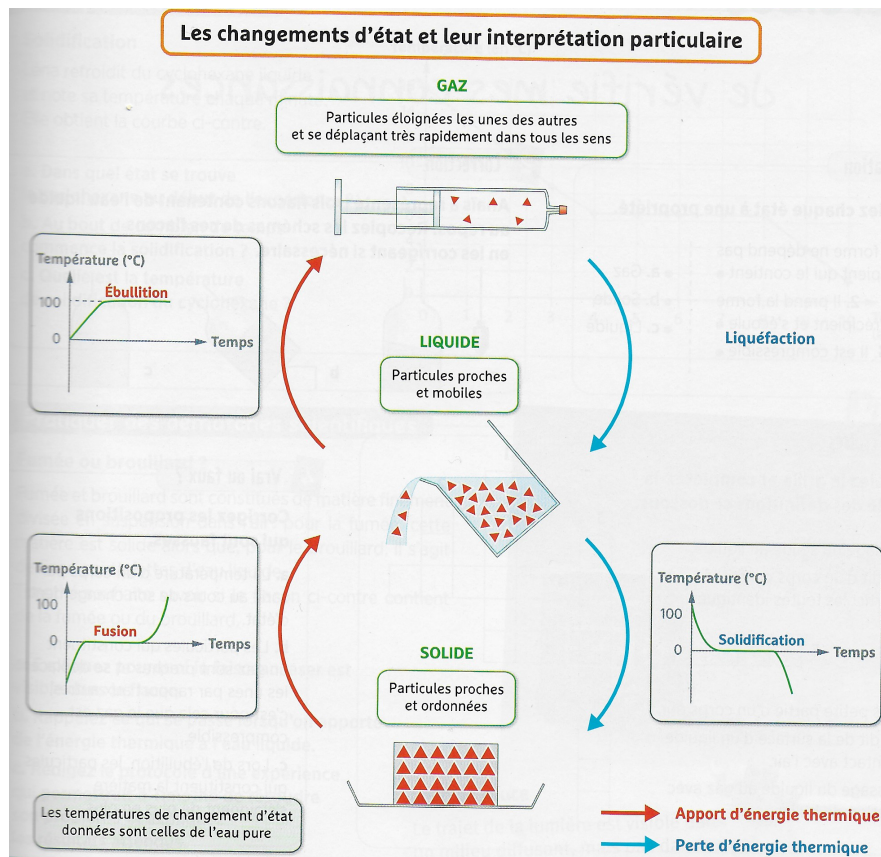 Les changements d'état et leur interprétation particulaire
GAZ
Particules éloignées les unes des autres
et se déplaçant très rapidement dans tous les sens
Température (°C)
100
Ébullition
0
Temps
LIQUIDE
Particules proches
et mobiles
Liquéfaction
Température (°C)
100
Fusion
0
Temps
Température (°C)
100
Solidification
0
Temps
SOLIDE
Particules proches
et ordonnées
Les températures de changement d'état
données sont celles de l'eau pure
Apport d'énergie thermique
Perte d'énergie thermique